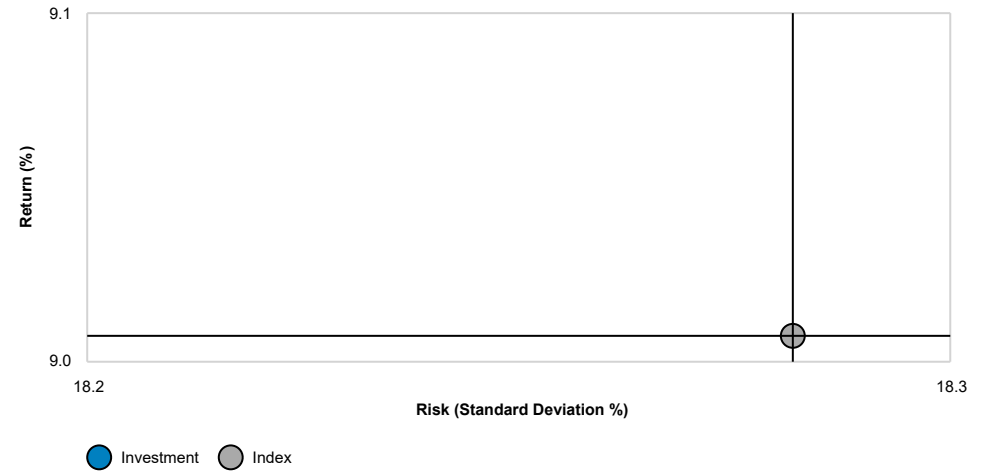 9.1
Return (%)
9.0
18.2
18.3
Risk (Standard Deviation %)
Investment
Index